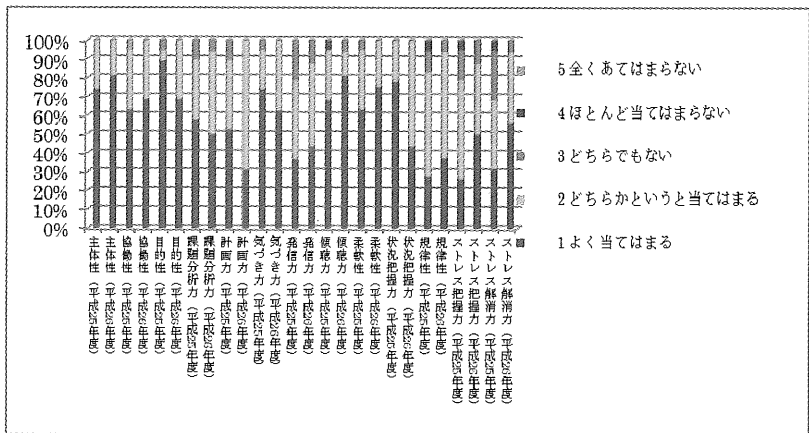 100%
90%
80%
70%
60%
50%
40%
30%
20%
10%
0%
主体性（平成25年度）
主体性（平成26年度）
協働性（平成25年度）
協働性（平成26年度）
目的性（平成25年度）
目的性（平成26年度）
課題分析力（平成25年度）
課題分析力（平成26年度）
計画力（平成25年度）
計画力（平成26年度）
気づき力（平成25年度）
気づき力（平成26年度）
発信力（平成25年度）
発信力（平成26年度）
傾聴力（平成25年度）
傾聴力（平成26年度）
柔軟性（平成25年度）
柔軟性（平成26年度）
状況把握力（平成25年度）
状況把握力（平成26年度）
規律性（平成25年度）
規律性（平成26年度）
ストレス把握力（平成25年度）
ストレス把握力（平成26年度）
ストレス解消力（平成25年度）
ストレス解消力（平成26年度）
5全くあてはまらない
4ほとんど当てはまらない
3どちらでもない
2どちらかというと当てはまる
1よく当てはまる